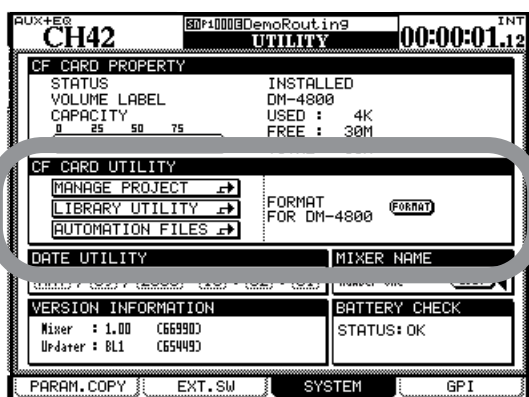 AUX+EQ
CH42
DemoRouting
UTILITY
INT
00:00:01.12
CF CARD PROPERTY
STATUS INSTALLED
VOLUME LABEL DM-4800
CAPACITY USED : 4K
0 25 50 75 FREE : 30M
CF CARD UTILITY
MANAGE PROJECT
LIBRARY UTILITY
AUTOMATION FILES
FORMAT
FOR DM-4800
FORMAT
DATE UTILITY
MIXER NAME
VERSION INFORMATION
Mixer : 1.00 (66990)
Updater : BL1 (65449)
BATTERY CHECK
STATUS: OK
PARAM.COPY EXT.SW SYSTEM GPI